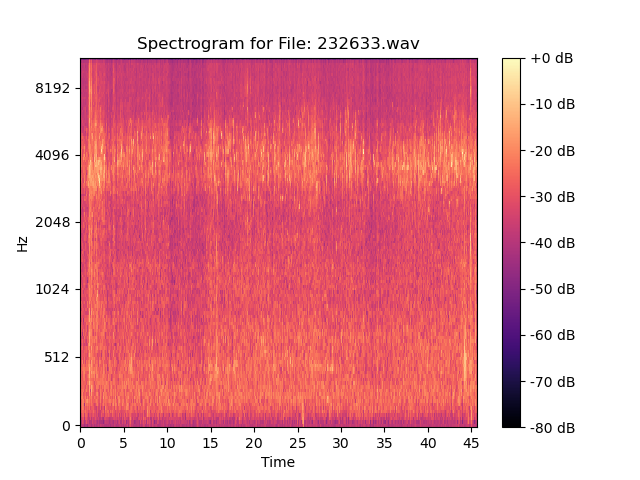 Spectrogram for File: 232633.wav
+0 dB
8192
-10 dB
4096
-20 dB
-30 dB
2048
Hz
-40 dB
1024
-50 dB
-60 dB
512
-70 dB
0
-80 dB
0 5 10 15 20 25 30 35 40 45
Time